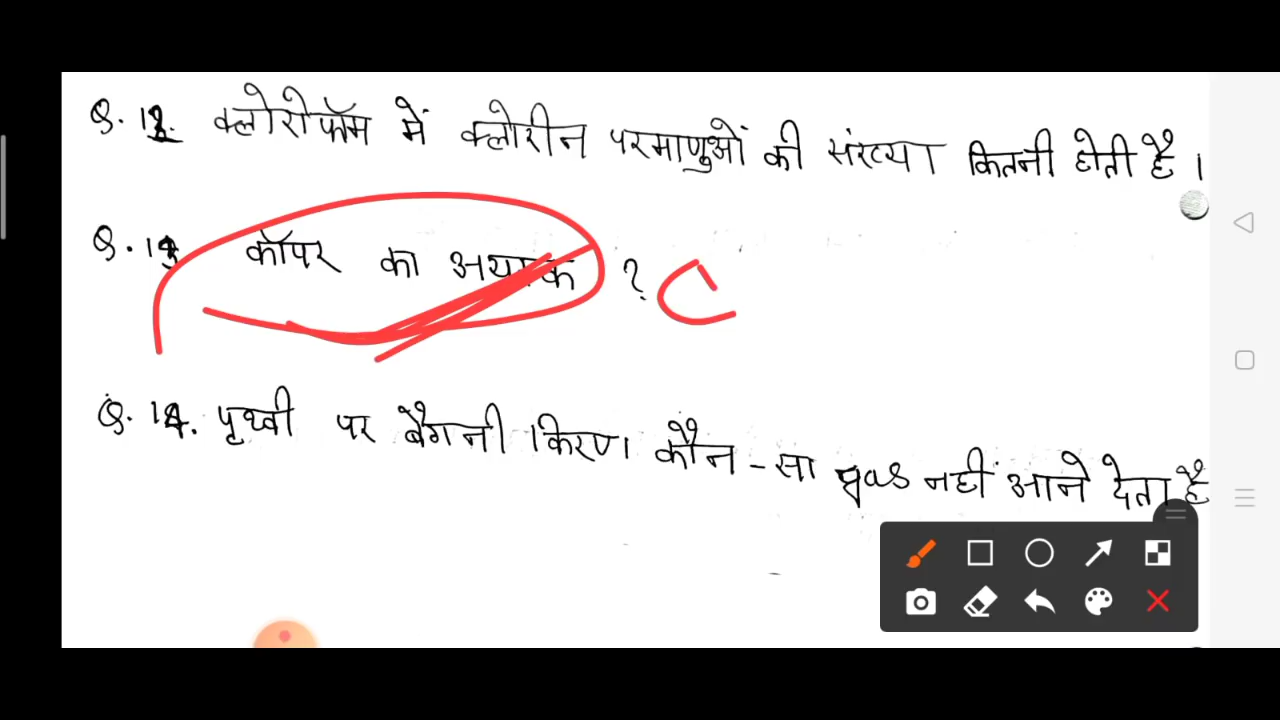 Q. 12. क्लोरोफॉम में क्लोरीन परमाणुओं की संख्या कितनी होती है।
Q. 13 कॉपर का अयस्क ? C
Q. 14. पृथ्वी पर बैगनी किरण कौन - सा gas नहीं आने देता है